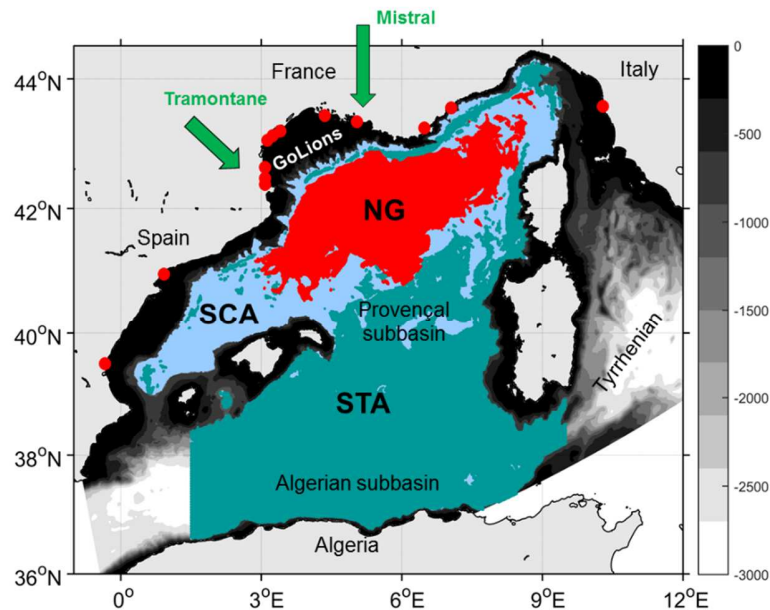 Mistral
44°N
France
Italy
0
Tramontane
-500
GoLions
42°N
NG
-1000
Spain
-1500
SCA
40°N
Provençal
subbasin
Tyrrhenian
-2000
STA
38°N
-2500
Algerian subbasin
Algeria
36°N
-3000
0°
3°E
6°E
9°E
12°E